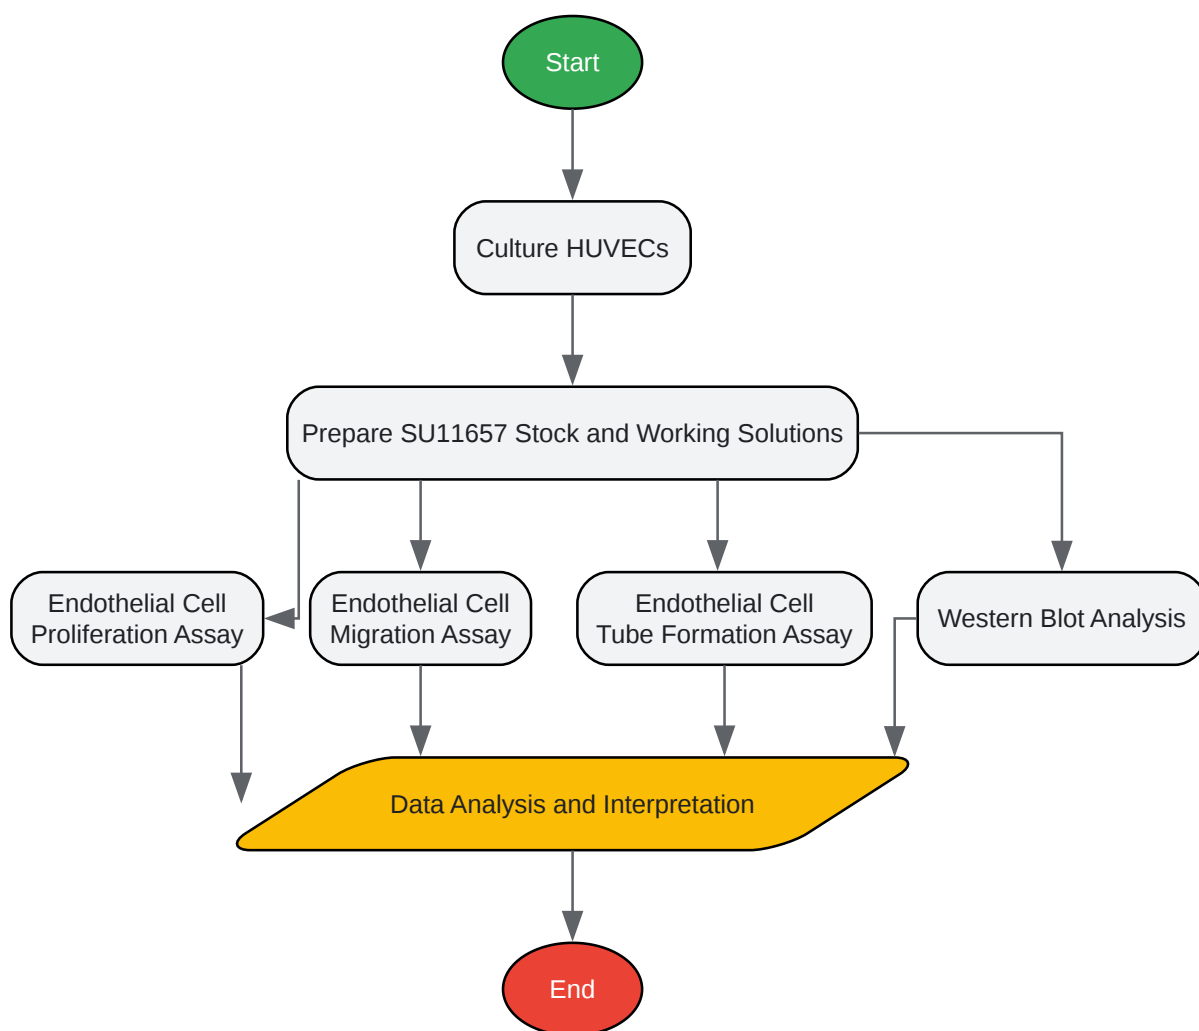 Start
Culture HUVECs
Prepare SU11657 Stock and Working Solutions
Endothelial Cell
Proliferation Assay
Endothelial Cell
Migration Assay
Endothelial Cell
Tube Formation Assay
Western Blot Analysis
Data Analysis and Interpretation
End